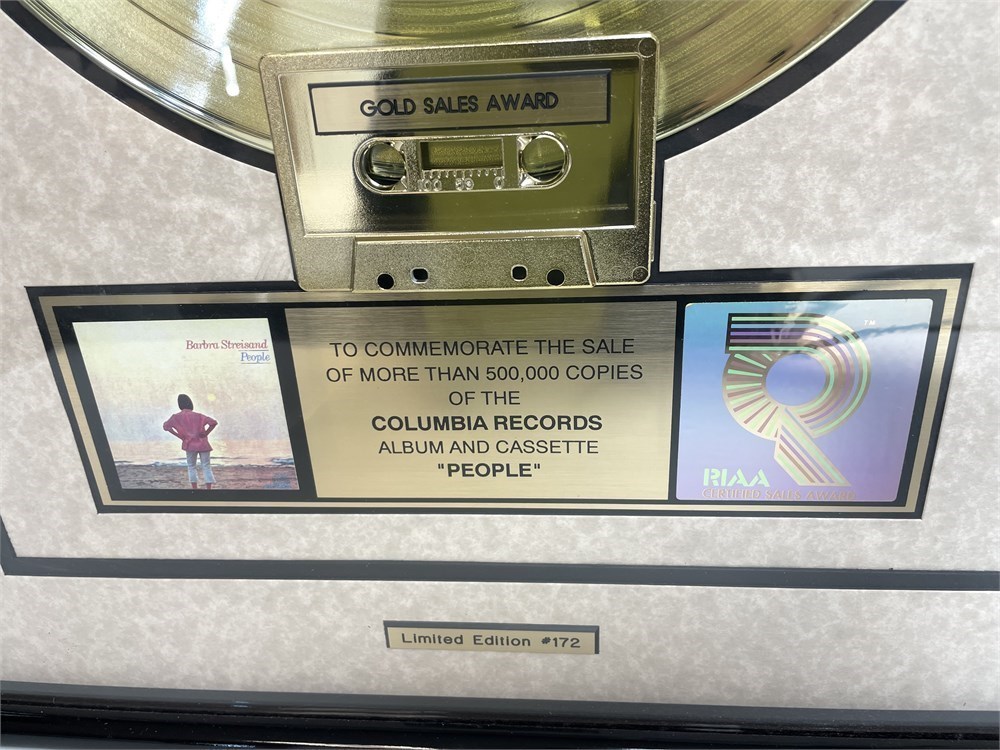 GOLD SALES AWARD
Barbra Streisand
People
TO COMMEMORATE THE SALE
OF MORE THAN 500,000 COPIES
OF THE
COLUMBIA RECORDS
ALBUM AND CASSETTE
"PEOPLE"
TM
RIAA
CERTIFIED SALES AWARD
Limited Edition #172